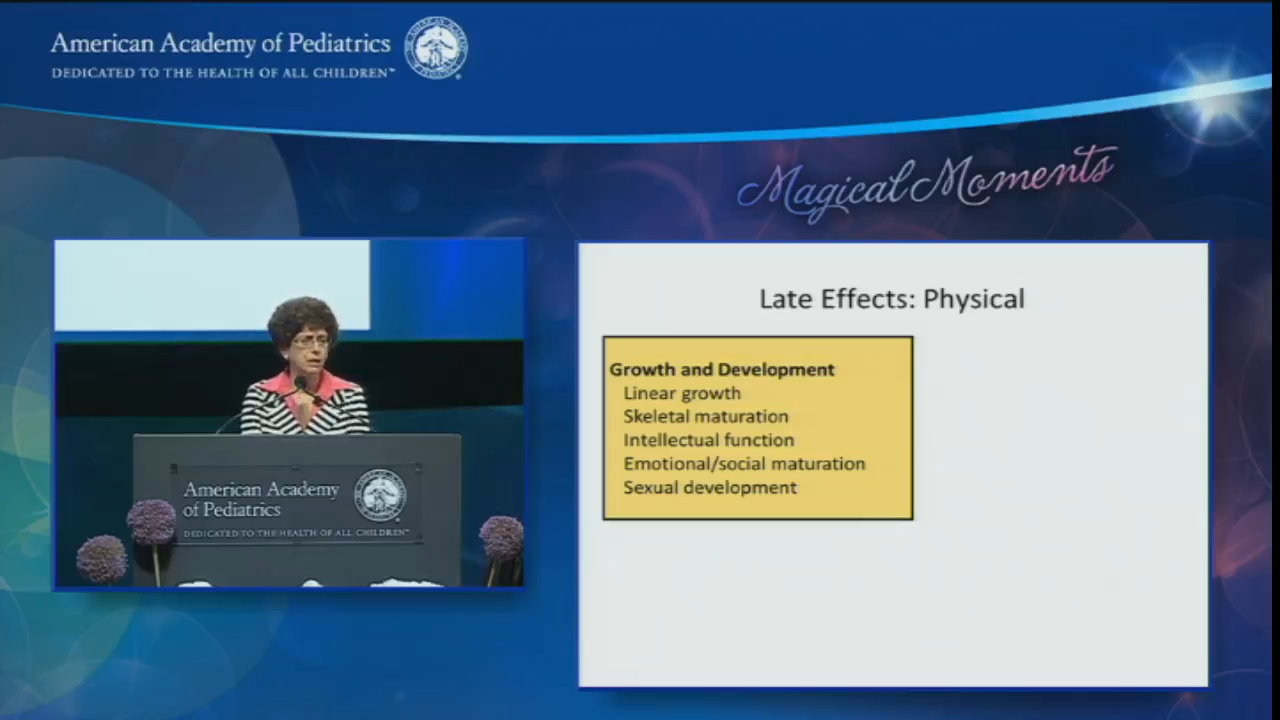 American Academy of Pediatrics
DEDICATED TO THE HEALTH OF ALL CHILDREN™
Magical Moments
American Academy
of Pediatrics
DEDICATED TO THE HEALTH OF ALL CHILDREN™
Late Effects: Physical
Growth and Development
Linear growth
Skeletal maturation
Intellectual function
Emotional/social maturation
Sexual development